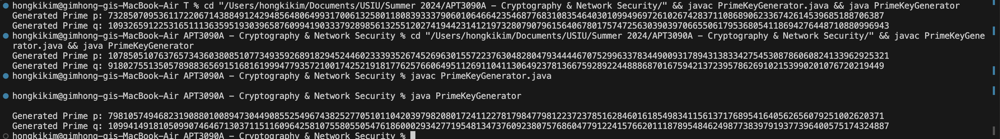 hongkikim@gimhong-gis-MacBook-Air T % cd "/Users/hongkikim/Documents/USIU/Summer 2024/APT3090A - Cryptography & Network Security/" && javac PrimeKeyGenerator.java && java PrimeKeyGenerator
Generated Prime p: 7328507095361172206714388491242948564806499317006132580118083933379060106466423546877683108354640301099496972610267428371108689062336742614539685188706387
Generated Prime q: 10932659122531651113635951930396587609941903337928985613255120274194423141219732807907961564067801757472563039039706655061795368054118694276448710880996943
hongkikim@gimhong-gis-MacBook-Air APT3090A - Cryptography & Network Security % cd "/Users/hongkikim/Documents/USIU/Summer 2024/APT3090A - Cryptography & Network Security/" && javac PrimeKeyGene
rator.java && java PrimeKeyGenerator
Generated Prime p: 10785051076376573436038085107734935926891829452446023339352674526963015572237630482804793444467075299633783449009317894313833427545308786060824133962925321
Generated Prime q: 9180275513505789883656915168161999477935721001742521918177625766064951126911041130649237813667592892244888687016759421372395786269102153990201076720219449
hongkikim@gimhong-gis-MacBook-Air APT3090A - Cryptography & Network Security % javac PrimeKeyGenerator.java
hongkikim@gimhong-gis-MacBook-Air APT3090A - Cryptography & Network Security % java PrimeKeyGenerator
Generated Prime p: 7981057494682319088010089473044908552549674382527705101104203979820801724112278179847798122372378516284601618549834115613717689541640562656079251002620371
Generated Prime q: 10994149181050990746467130371151160964258107558055054761860002934277195481347376092380757686047791224157662011187895484624987738397919377396400575174324887
hongkikim@gimhong-gis-MacBook-Air APT3090A - Cryptography & Network Security %